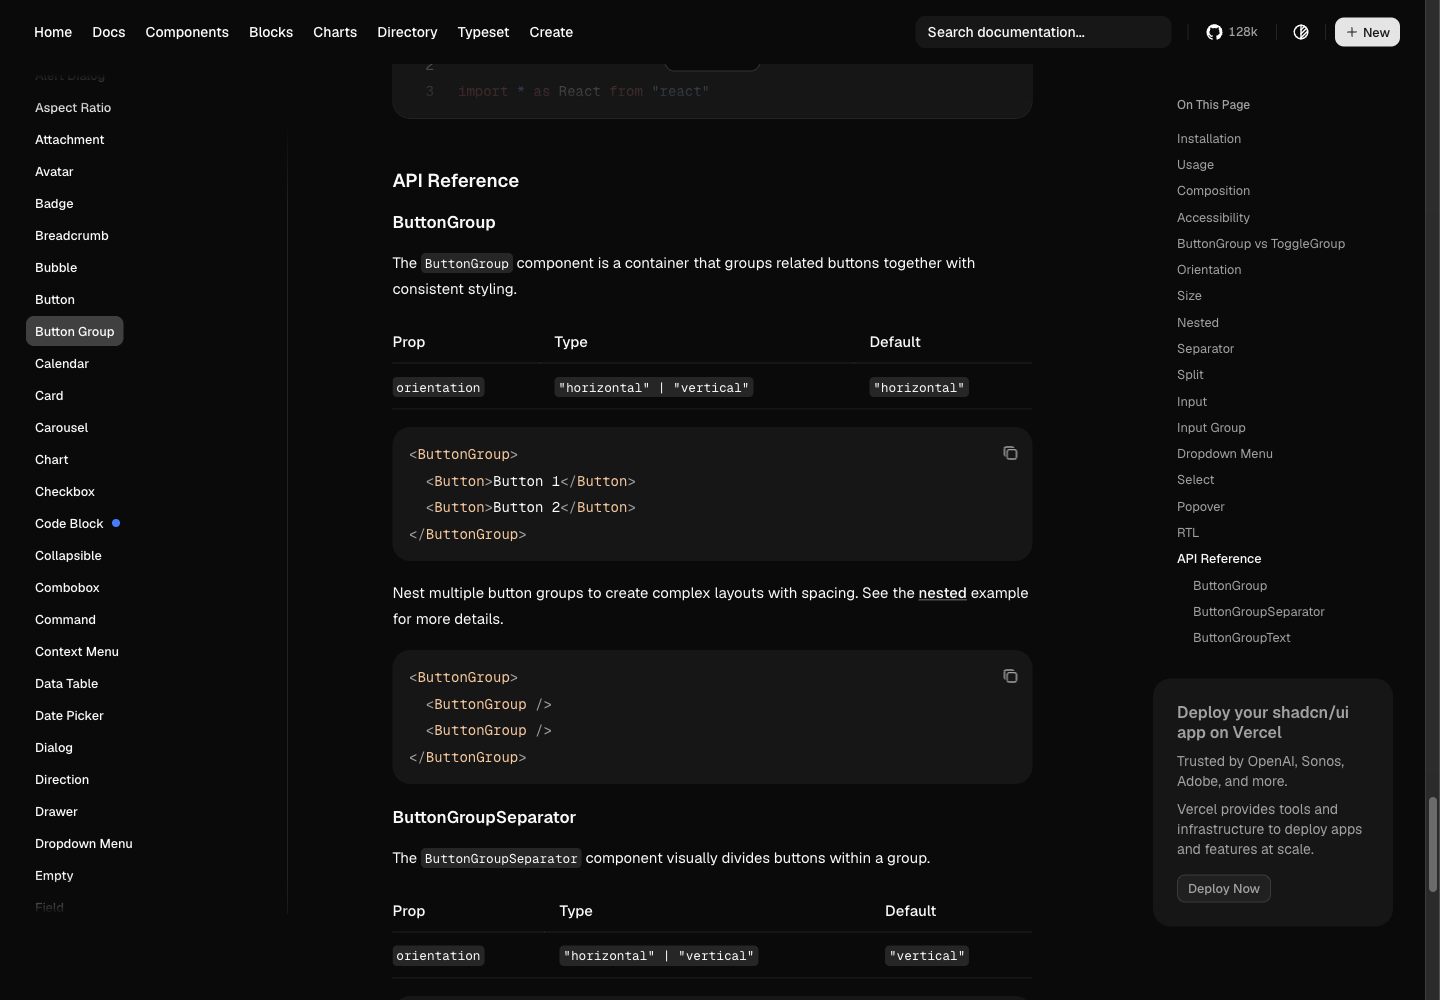 Home Docs Components Blocks Charts Directory Typeset Create
Search documentation...
128k
New
Alert Dialog
Aspect Ratio
Attachment
Avatar
Badge
Breadcrumb
Bubble
Button
Button Group
Calendar
Card
Carousel
Chart
Checkbox
Code Block
Collapsible
Combobox
Command
Context Menu
Data Table
Date Picker
Dialog
Direction
Drawer
Dropdown Menu
Empty
Field
2
3 import * as React from "react"
API Reference
ButtonGroup
The ButtonGroup component is a container that groups related buttons together with
consistent styling.
Prop Type Default
orientation "horizontal" | "vertical" "horizontal"
<ButtonGroup>
  <Button>Button 1</Button>
  <Button>Button 2</Button>
</ButtonGroup>
Nest multiple button groups to create complex layouts with spacing. See the nested example
for more details.
<ButtonGroup>
  <ButtonGroup />
  <ButtonGroup />
</ButtonGroup>
ButtonGroupSeparator
The ButtonGroupSeparator component visually divides buttons within a group.
Prop Type Default
orientation "horizontal" | "vertical" "vertical"
On This Page
Installation
Usage
Composition
Accessibility
ButtonGroup vs ToggleGroup
Orientation
Size
Nested
Separator
Split
Input
Input Group
Dropdown Menu
Select
Popover
RTL
API Reference
ButtonGroup
ButtonGroupSeparator
ButtonGroupText
Deploy your shadcn/ui
app on Vercel
Trusted by OpenAI, Sonos,
Adobe, and more.
Vercel provides tools and
infrastructure to deploy apps
and features at scale.
Deploy Now